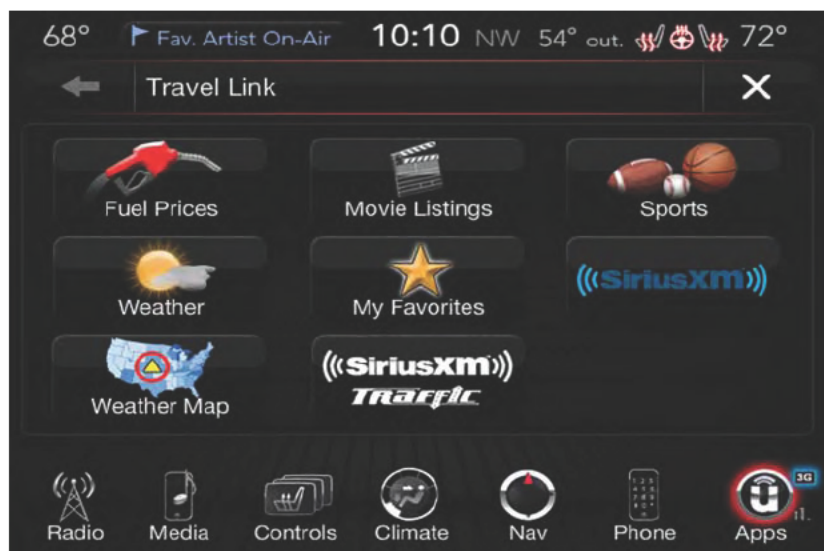 68° Fav. Artist On-Air 10:10 NW 54° out. 72°
Travel Link
Fuel Prices Movie Listings Sports
Weather My Favorites SiriusXM
Weather Map SiriusXM
Traffic
3G
Radio Media Controls Climate Nav Phone Apps